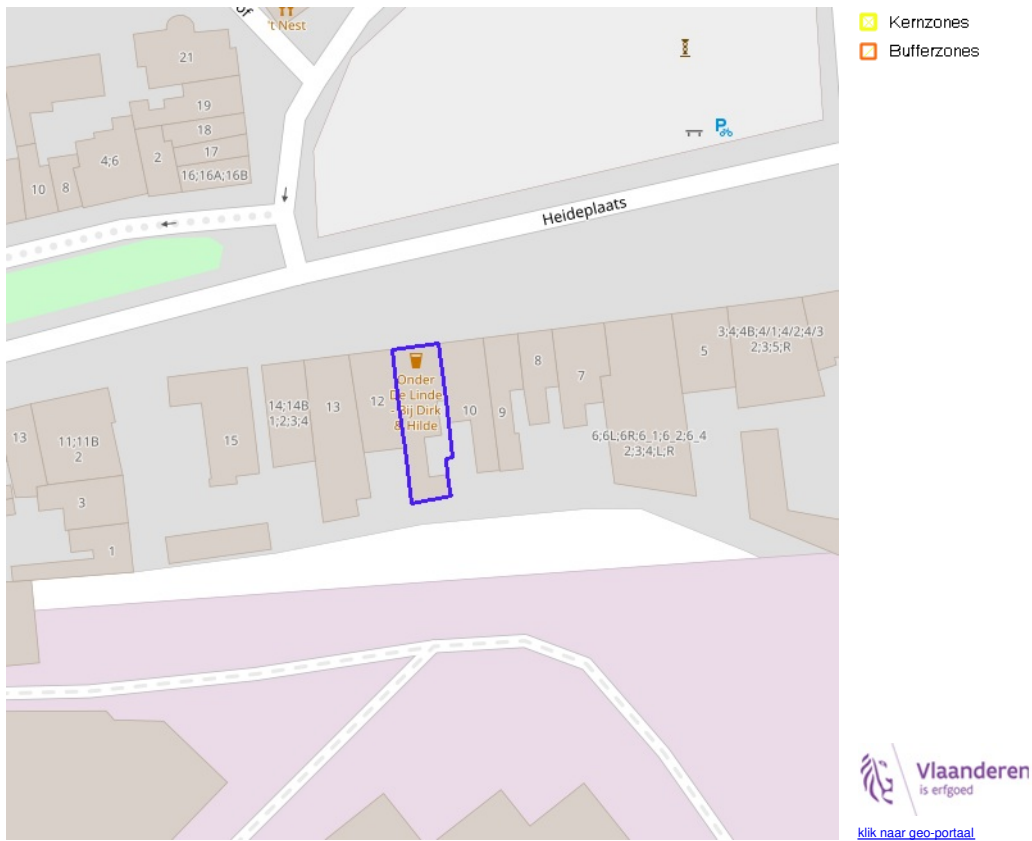 of
't Nest
21
19
18
17
16;16A;16B
4;6
2
10
8
P
Heideplaats
Onder
De Linde
- Bij Dirk
& Hilde
12
13
14;14B
1;2;3;4
15
10
9
8
7
5
3;4;4B;4/1;4/2;4/3
2;3;5;R
6;6L;6R;6_1;6_2;6_4
2;3;4;L;R
13
11;11B
2
3
1
Kernzones
Bufferzones
Vlaanderen
is erfgoed
klik naar geo-portaal